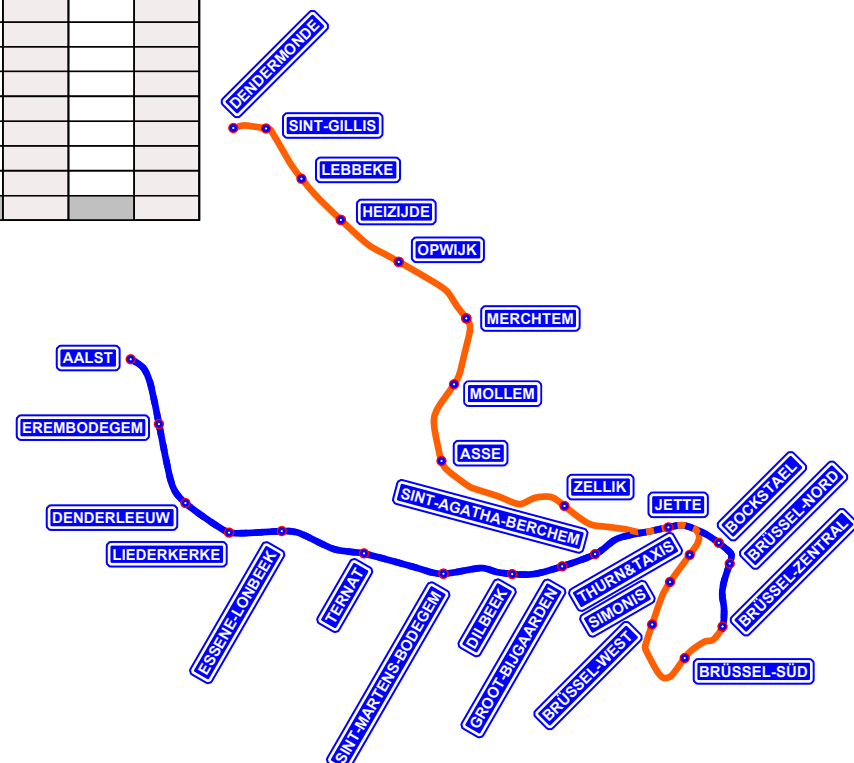 DENDERMONDE
SINT-GILLIS
LEBBEKE
HEIZIJDE
OPWIJK
MERCHTEM
AALST
MOLLEM
EREMBODEGEM
ASSE
ZELLIK
SINT-AGATHA-BERCHEM
JETTE
BOCKSTAEL
BRÜSSEL-NORD
BRÜSSEL-ZENTRAL
DENDERLEEUW
LIEDERKERKE
ESSENE-LONBEEK
TERNAT
SINT-MARTENS-BODEGEM
DILBEEK
GROOT-BIJGAARDEN
THURN&TAXIS
SIMONIS
BRÜSSEL-WEST
BRÜSSEL-SÜD